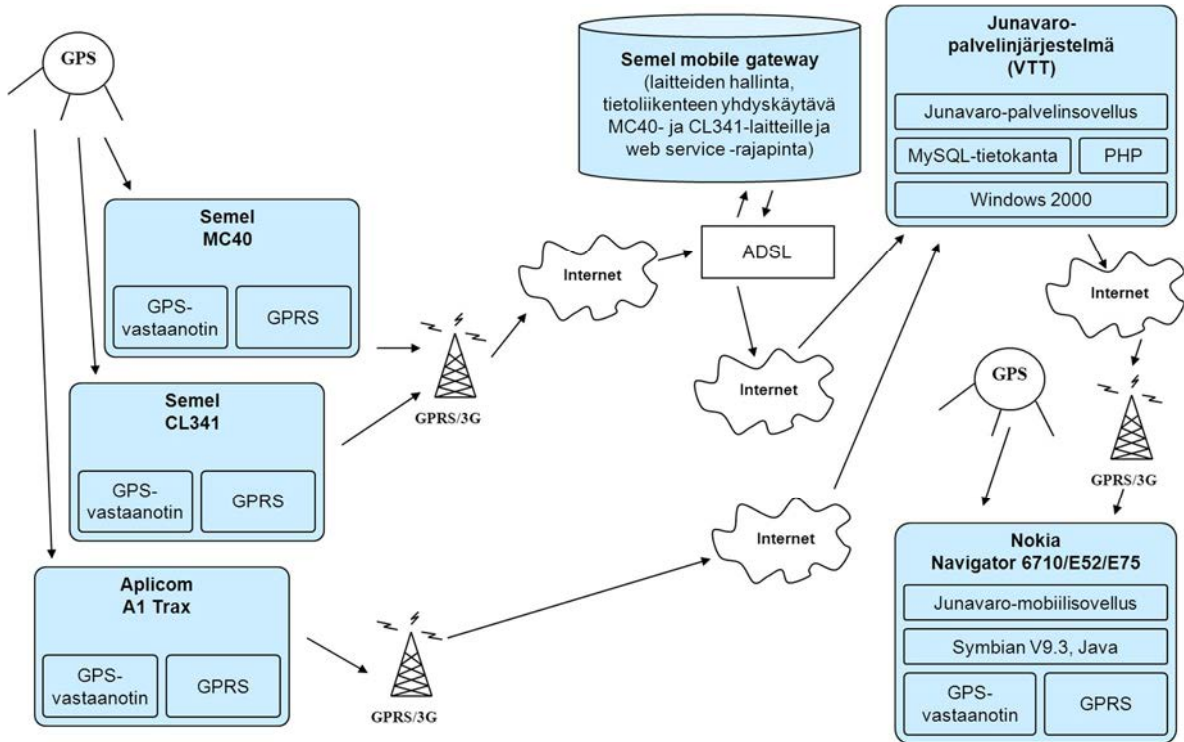 GPS
Semel
MC40
GPS-
vastaanotin
GPRS
Semel
CL341
GPS-
vastaanotin
GPRS
Aplicom
A1 Trax
GPS-
vastaanotin
GPRS
GPRS/3G
GPRS/3G
Internet
Semel mobile gateway
(laitteiden hallinta,
tietoliikenteen yhdyskäytävä
MC40- ja CL341-laitteille ja
web service -rajapinta)
ADSL
Internet
Internet
Junavaro-
palvelinjärjestelmä
(VTT)
Junavaro-palvelinsovellus
MySQL-tietokanta
PHP
Windows 2000
Internet
GPS
GPRS/3G
Nokia
Navigator 6710/E52/E75
Junavaro-mobiilisovellus
Symbian V9.3, Java
GPS-
vastaanotin
GPRS